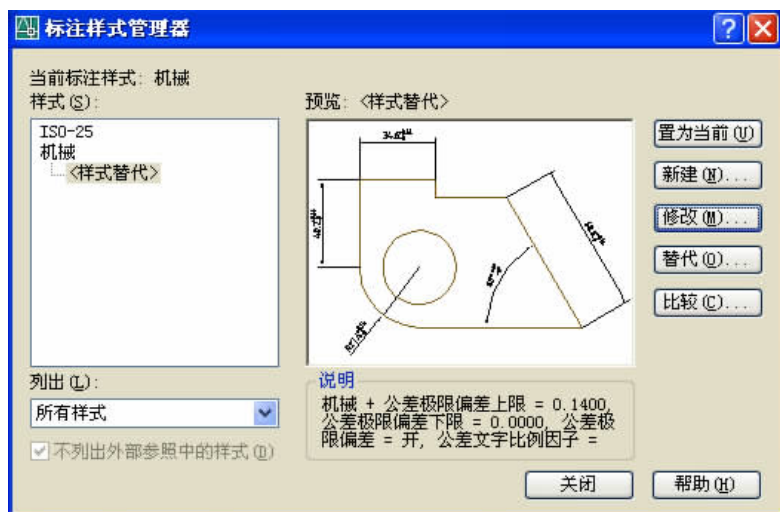 标注样式管理器
当前标注样式: 机械
样式(S):
预览: <样式替代>
ISO-25
机械
<样式替代>
置为当前(U)
新建(N)...
修改(M)...
替代(O)...
比较(C)...
列出(L):
所有样式
不列出外部参照中的样式(D)
说明
机械 + 公差极限偏差上限 = 0.1400,
公差极限偏差下限 = 0.0000, 公差极
限偏差 = 开, 公差文字比例因子 =
关闭
帮助(H)